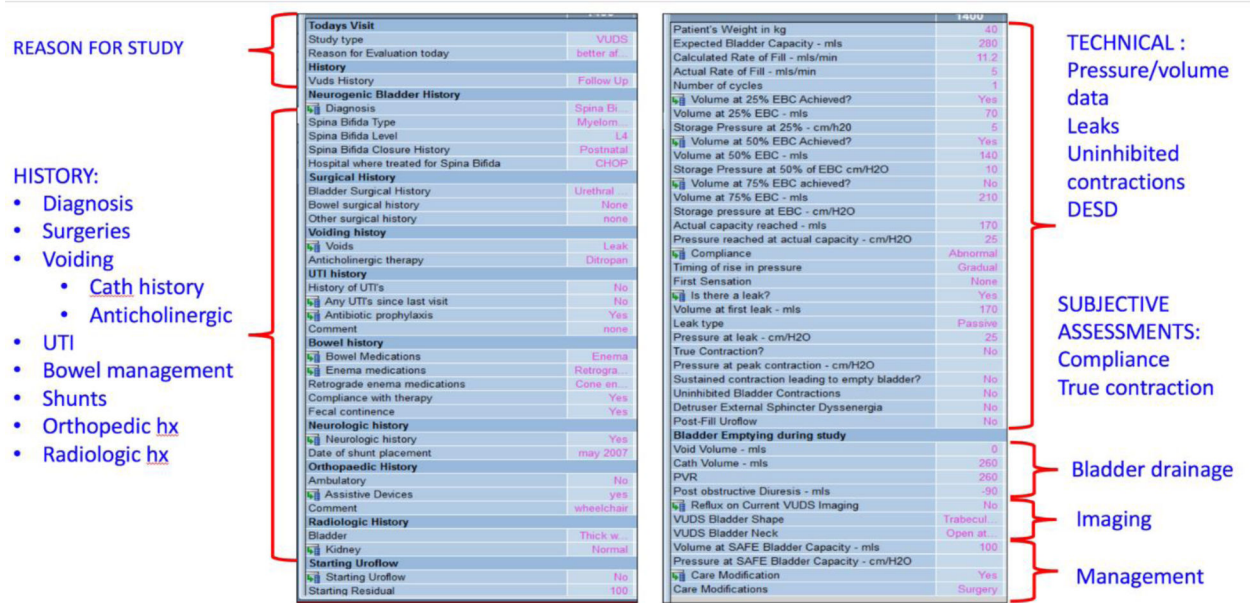 REASON FOR STUDY
HISTORY:
• Diagnosis
• Surgeries
• Voiding
• Cath history
• Anticholinergic
• UTI
• Bowel management
• Shunts
• Orthopedic hx
• Radiologic hx
Todays Visit
Study type VUDS
Reason for Evaluation today better af...
History
Vuds History Follow Up
Neurogenic Bladder History
Diagnosis Spina Bi...
Spina Bifida Type Myelom...
Spina Bifida Level L4
Spina Bifida Closure History Postnatal
Hospital where treated for Spina Bifida CHOP
Surgical History
Bladder Surgical History Urethral ...
Bowel surgical history None
Other surgical history none
Voiding histoy
Voids Leak
Anticholinergic therapy Ditropan
UTI history
History of UTI's No
Any UTI's since last visit No
Antibiotic prophylaxis Yes
Comment none
Bowel history
Bowel Medications Enema
Enema medications Retrogra...
Retrograde enema medications Cone en...
Compliance with therapy Yes
Fecal continence Yes
Neurologic history
Neurologic history Yes
Date of shunt placement may 2007
Orthopaedic History
Ambulatory No
Assistive Devices yes
Comment wheelchair
Radiologic History
Bladder Thick w...
Kidney Normal
Starting Uroflow
Starting Uroflow No
Starting Residual 100
1400
Patient's Weight in kg 40
Expected Bladder Capacity - mls 280
Calculated Rate of Fill - mls/min 11.2
Actual Rate of Fill - mls/min 5
Number of cycles 1
Volume at 25% EBC Achieved? Yes
Volume at 25% EBC - mls 70
Storage Pressure at 25% - cm/h20 5
Volume at 50% EBC Achieved? Yes
Volume at 50% EBC - mls 140
Storage Pressure at 50% of EBC cm/H2O 10
Volume at 75% EBC achieved? No
Volume at 75% EBC - mls 210
Storage pressure at EBC - cm/H2O
Actual capacity reached - mls 170
Pressure reached at actual capacity - cm/H2O 25
Compliance Abnormal
Timing of rise in pressure Gradual
First Sensation None
Is there a leak? Yes
Volume at first leak - mls 170
Leak type Passive
Pressure at leak - cm/H2O 25
True Contraction? No
Pressure at peak contraction - cm/H2O
Sustained contraction leading to empty bladder? No
Uninhibited Bladder Contractions No
Detruser External Sphincter Dyssenergia No
Post-Fill Uroflow No
Bladder Emptying during study
Void Volume - mls 0
Cath Volume - mls 260
PVR 260
Post obstructive Diuresis - mls -90
Reflux on Current VUDS Imaging No
VUDS Bladder Shape Trabecul...
VUDS Bladder Neck Open at...
Volume at SAFE Bladder Capacity - mls 100
Pressure at SAFE Bladder Capacity - cm/H2O
Care Modification Yes
Care Modifications Surgery
TECHNICAL :
Pressure/volume
data
Leaks
Uninhibited
contractions
DESD
SUBJECTIVE
ASSESSMENTS:
Compliance
True contraction
Bladder drainage
Imaging
Management